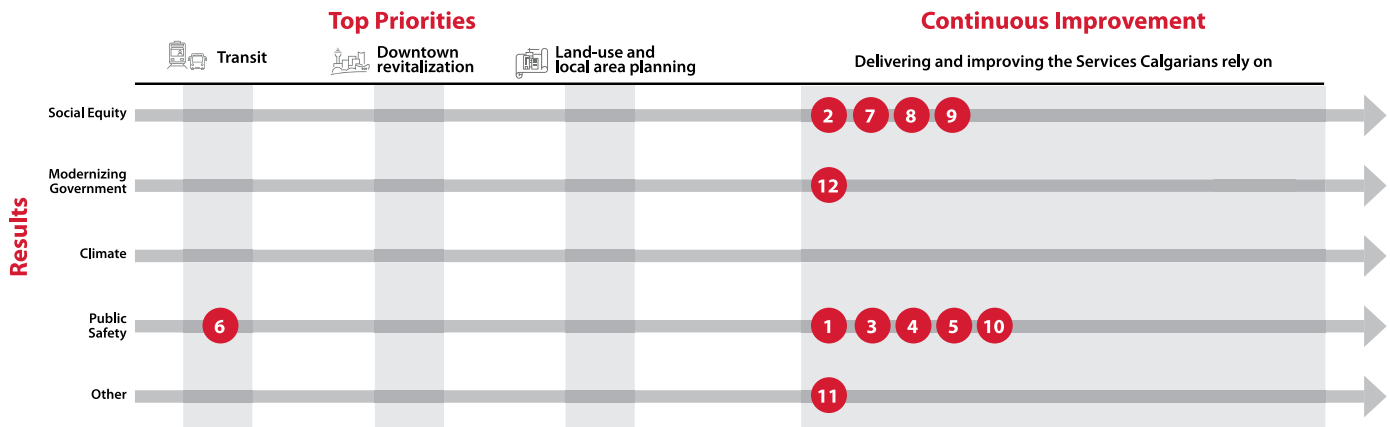 Top Priorities
Continuous Improvement
Transit
Downtown
revitalization
Land-use and
local area planning
Delivering and improving the Services Calgarians rely on
Results
Social Equity
2 7 8 9
Modernizing
Government
12
Climate
Public
Safety
6
1 3 4 5 10
Other
11